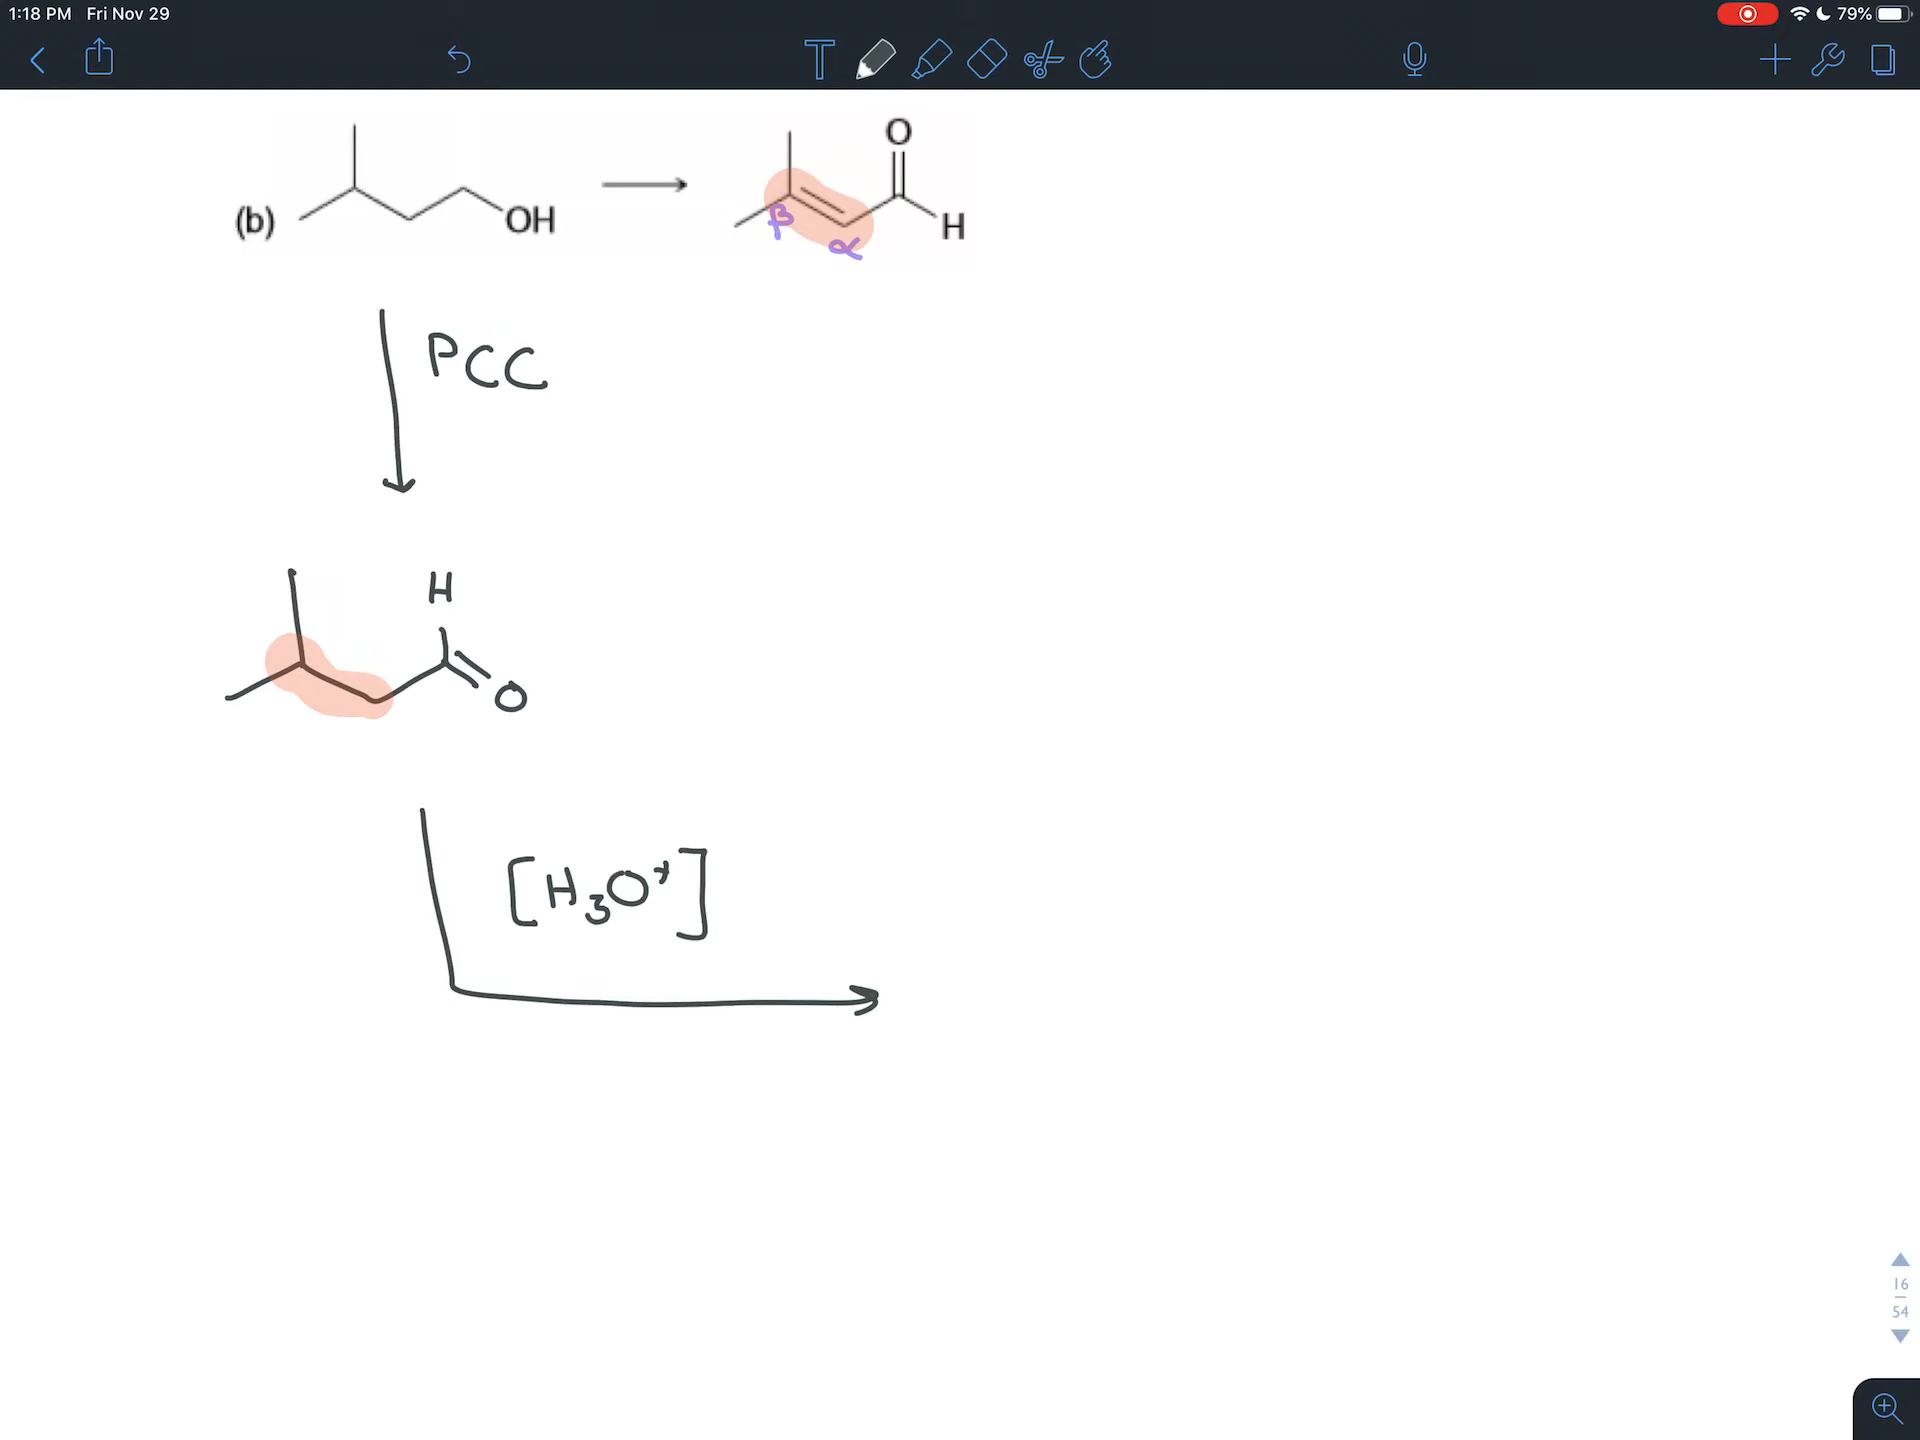 1:18 PM Fri Nov 29
79%
T
O
(b)
OH
β
α
H
PCC
H
O
[H₃O⁺]
16
54